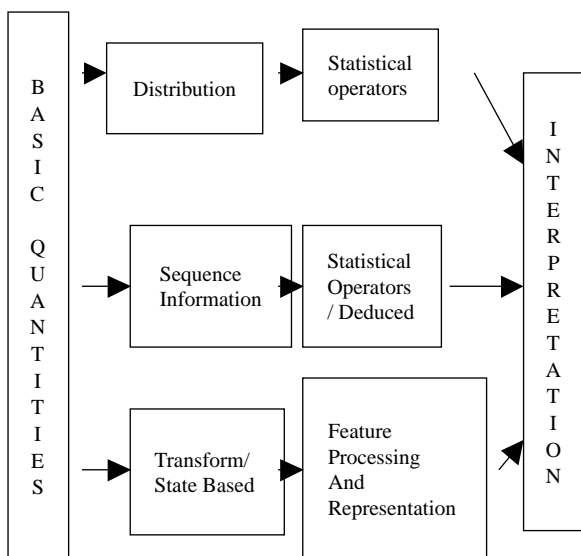 BASIC QUANTITIES
Distribution
Statistical
operators
Sequence
Information
Statistical
Operators
/ Deduced
Transform/
State Based
Feature
Processing
And
Representation
INTERPRETATION